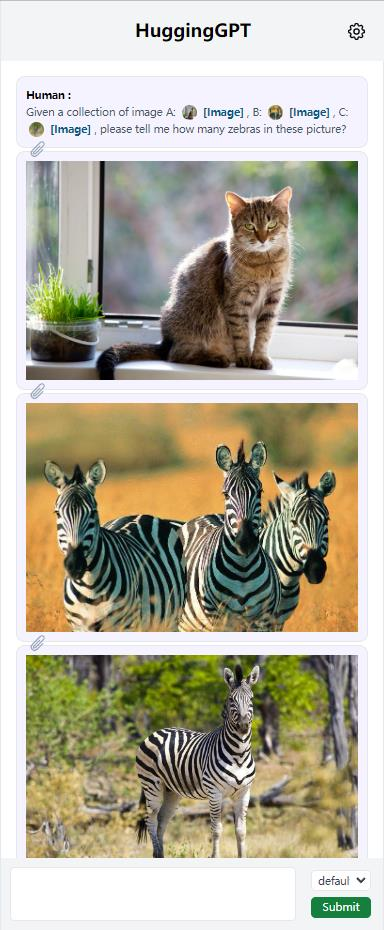 HuggingGPT
Human :
Given a collection of image A: [Image] , B: [Image] , C:
[Image] , please tell me how many zebras in these picture?
defaul
Submit